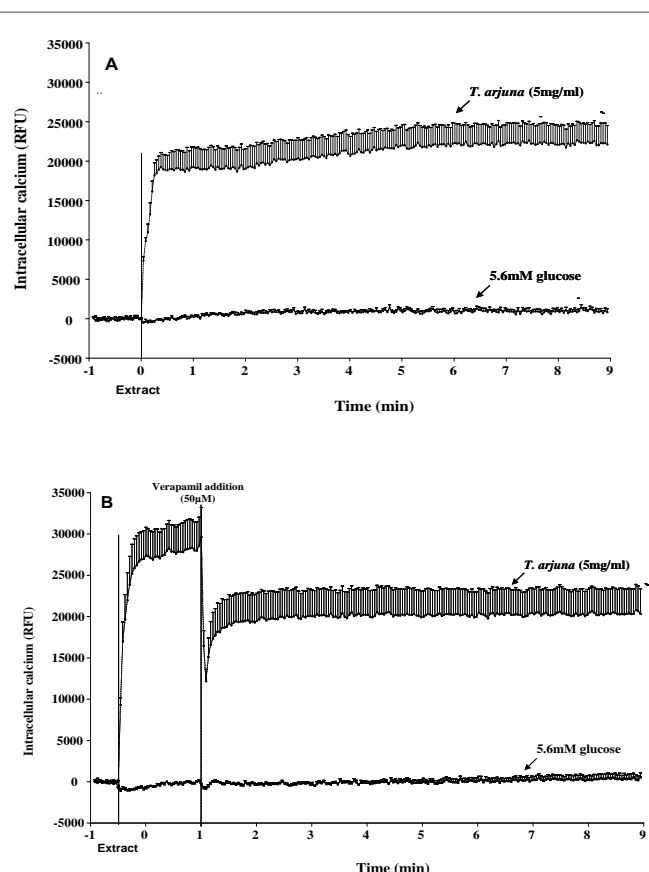 A
35000
30000
25000
20000
15000
10000
5000
0
-5000
Intracellular calcium (RFU)
T. arjuna (5mg/ml)
5.6mM glucose
-1 0 1 2 3 4 5 6 7 8 9
Extract
Time (min)
B
Verapamil addition
(50µM)
35000
30000
25000
20000
15000
10000
5000
0
-5000
Intracellular calcium (RFU)
T. arjuna (5mg/ml)
5.6mM glucose
-1 0 1 2 3 4 5 6 7 8 9
Extract
Time (min)